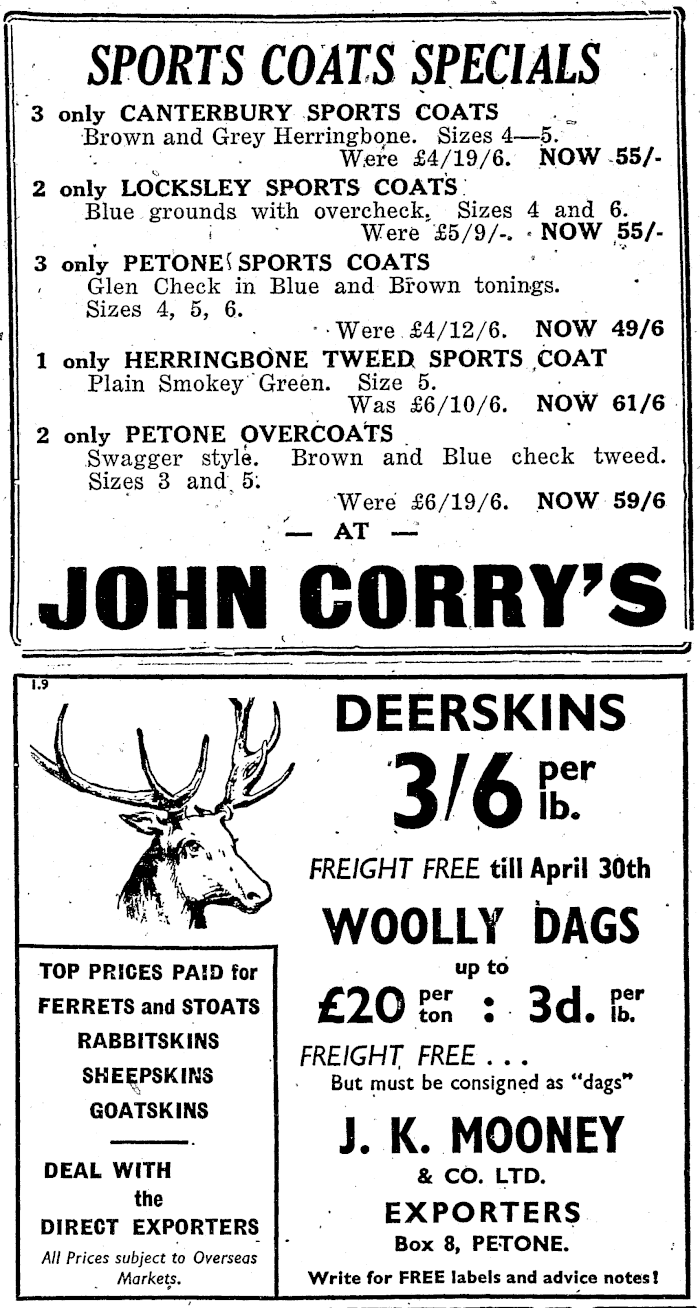 SPORTS COATS SPECIALS
3 only CANTERBURY SPORTS COATS
Brown and Grey Herringbone. Sizes 4—5.
Were £4/19/6. NOW 55/-
2 only LOCKSLEY SPORTS COATS
Blue grounds with overcheck. Sizes 4 and 6.
Were £5/9/-. NOW 55/-
3 only PETONE SPORTS COATS
Glen Check in Blue and Brown tonings.
Sizes 4, 5, 6.
Were £4/12/6. NOW 49/6
1 only HERRINGBONE TWEED SPORTS COAT
Plain Smokey Green. Size 5.
Was £6/10/6. NOW 61/6
2 only PETONE OVERCOATS
Swagger style. Brown and Blue check tweed.
Sizes 3 and 5.
Were £6/19/6. NOW 59/6
— AT —
JOHN CORRY'S
1.9
DEERSKINS
3/6 per lb.
FREIGHT FREE till April 30th
WOOLLY DAGS
up to
£20 per ton : 3d. per lb.
FREIGHT FREE . . .
But must be consigned as "dags"
J. K. MOONEY
& CO. LTD.
EXPORTERS
Box 8, PETONE.
Write for FREE labels and advice notes!
TOP PRICES PAID for
FERRETS and STOATS
RABBITSKINS
SHEEPSKINS
GOATSKINS
DEAL WITH
the
DIRECT EXPORTERS
All Prices subject to Overseas
Markets.